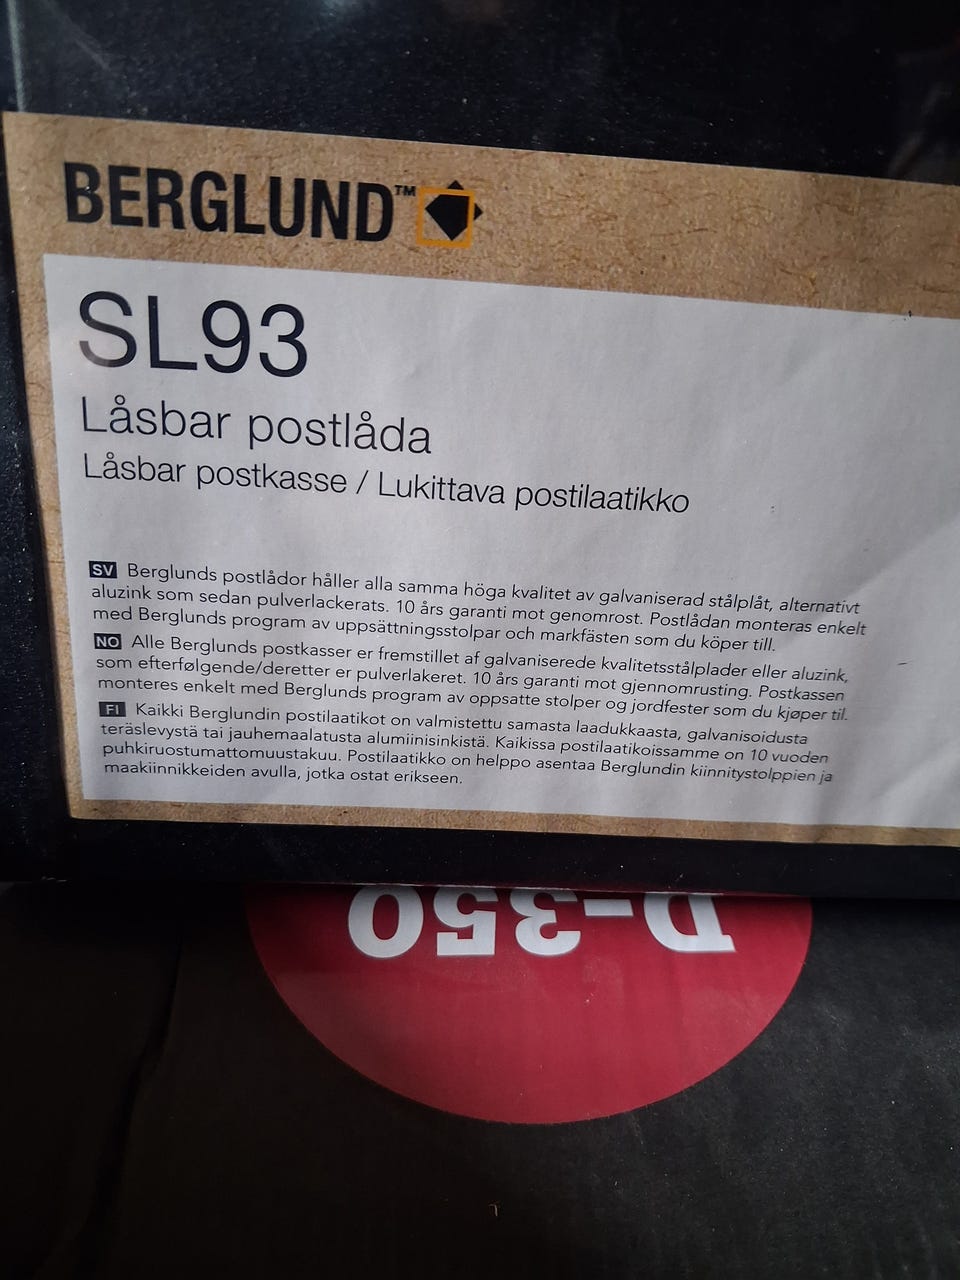 BERGLUND™
SL93
Låsbar postlåda
Låsbar postkasse / Lukittava postilaatikko
SV Berglunds postlådor håller alla samma höga kvalitet av galvaniserad stålplåt, alternativt
aluzink som sedan pulverlackerats. 10 års garanti mot genomrost. Postlådan monteras enkelt
med Berglunds program av uppsättningsstolpar och markfästen som du köper till.
NO Alle Berglunds postkasser er fremstillet af galvaniserede kvalitetsstålplader eller aluzink,
som efterfølgende/deretter er pulverlakeret. 10 års garanti mot gjennomrusting. Postkassen
monteres enkelt med Berglunds program av oppsatte stolper og jordfester som du kjøper til.
FI Kaikki Berglundin postilaatikot on valmistettu samasta laadukkaasta, galvanisoidusta
teräslevystä tai jauhemaalatusta alumiinisinkistä. Kaikissa postilaatikoissamme on 10 vuoden
puhkiruostumattomuustakuu. Postilaatikko on helppo asentaa Berglundin kiinnitystolppien ja
maakiinnikkeiden avulla, jotka ostat erikseen.
D-350